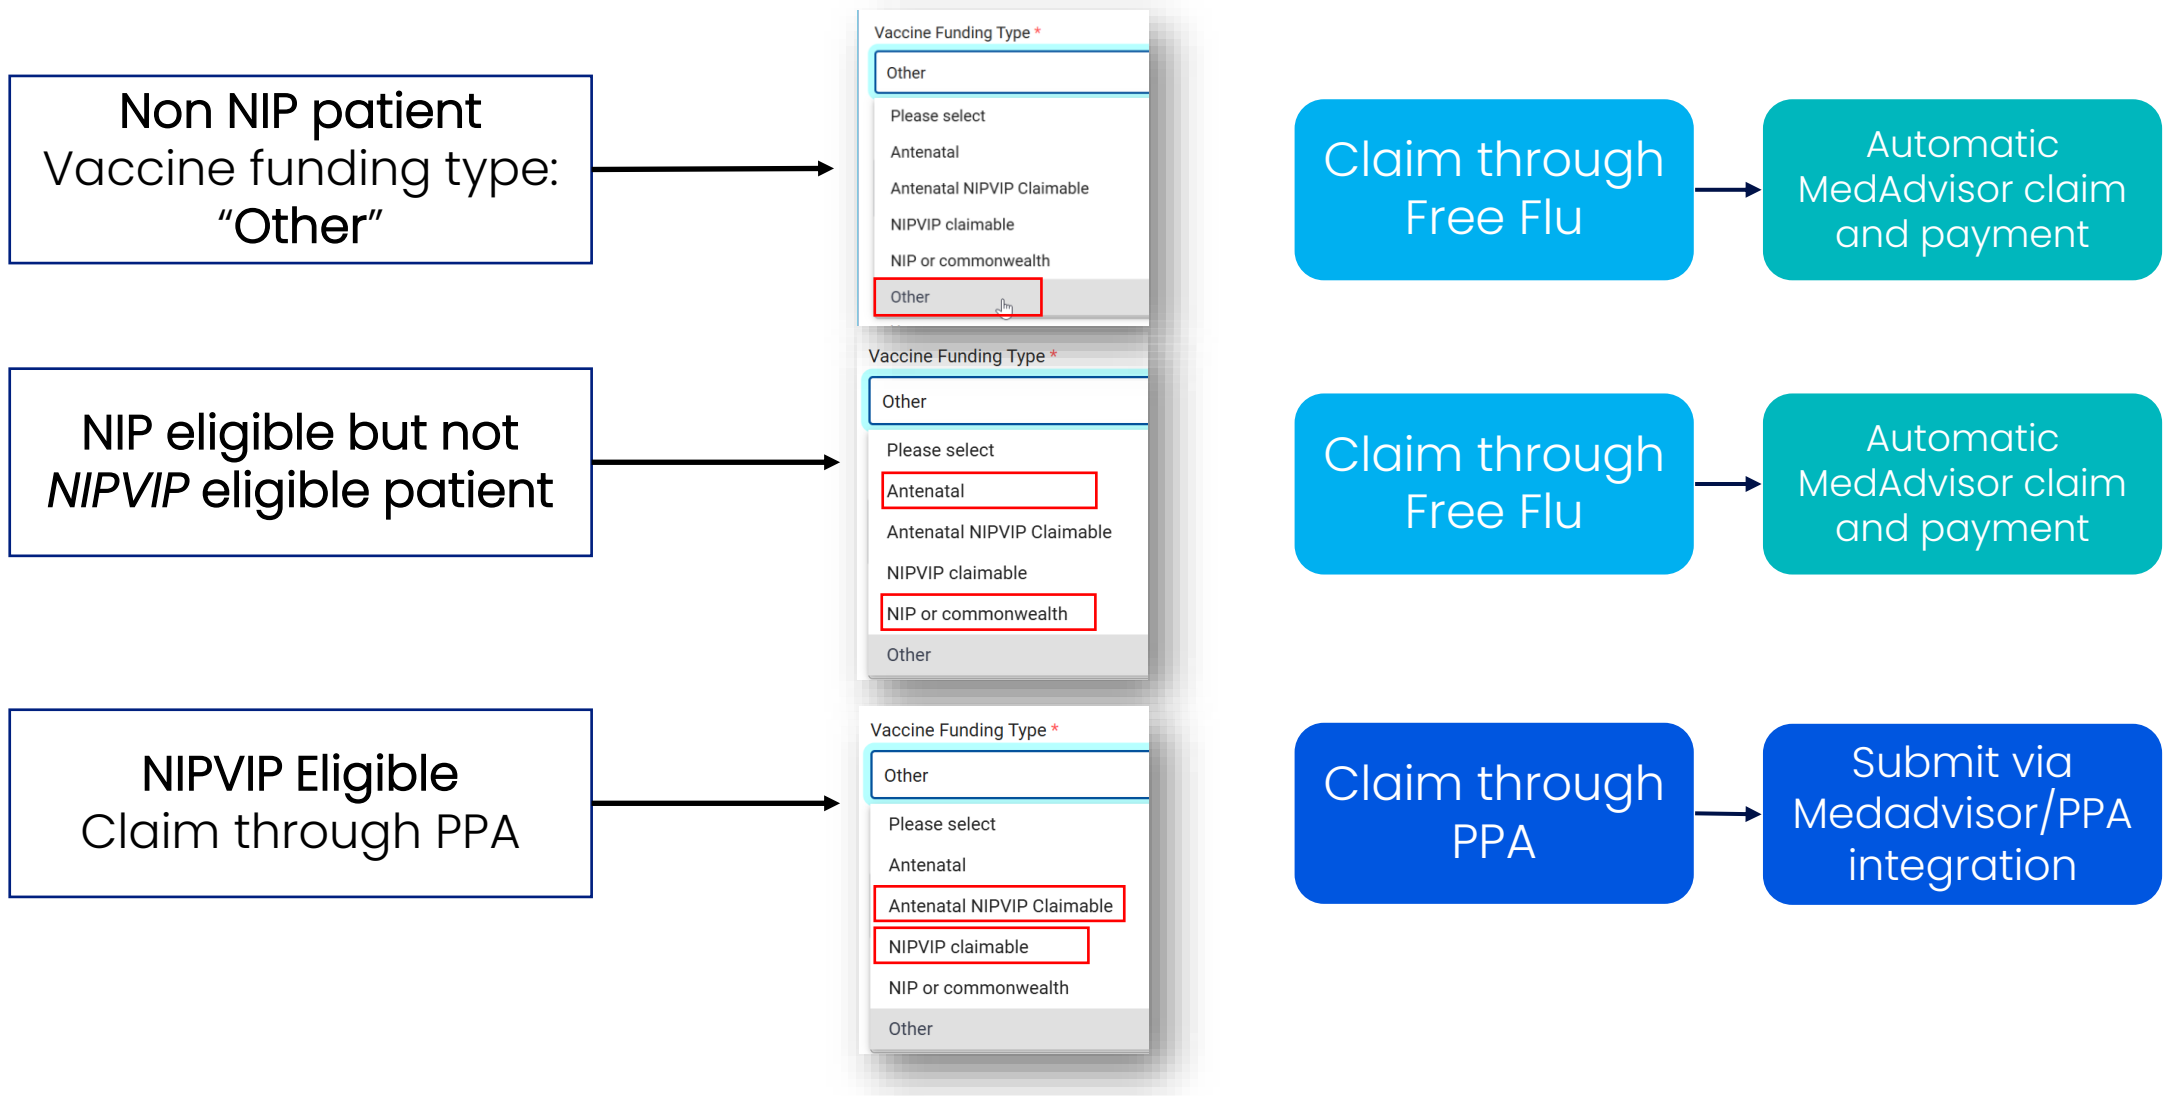 Non NIP patient
Vaccine funding type:
“Other”
Vaccine Funding Type *
Other
Please select
Antenatal
Antenatal NIPVIP Claimable
NIPVIP claimable
NIP or commonwealth
Other
Claim through
Free Flu
Automatic
MedAdvisor claim
and payment
NIP eligible but not
NIPVIP eligible patient
Vaccine Funding Type *
Other
Please select
Antenatal
Antenatal NIPVIP Claimable
NIPVIP claimable
NIP or commonwealth
Other
Claim through
Free Flu
Automatic
MedAdvisor claim
and payment
NIPVIP Eligible
Claim through PPA
Vaccine Funding Type *
Other
Please select
Antenatal
Antenatal NIPVIP Claimable
NIPVIP claimable
NIP or commonwealth
Other
Claim through
PPA
Submit via
Medadvisor/PPA
integration